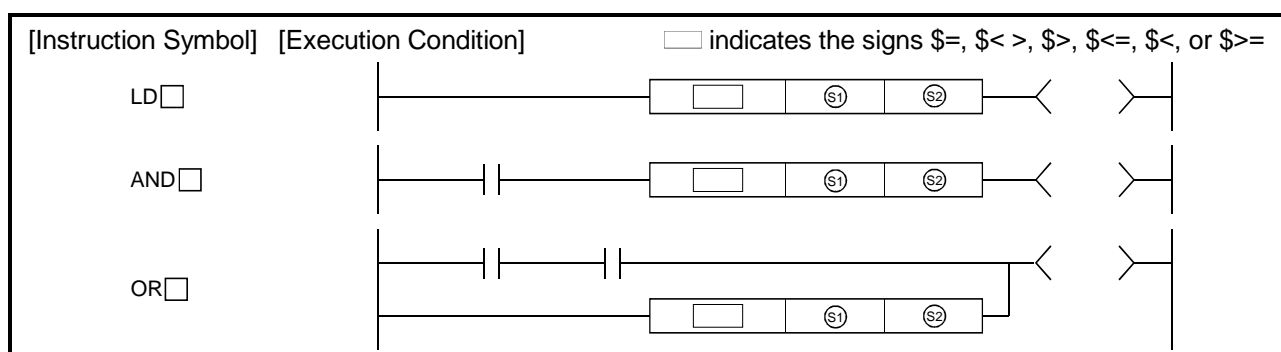 [Instruction Symbol] [Execution Condition] indicates the signs $=, $< >, $>, $<=, $<, or $>=
LD
S1 S2
AND
S1 S2
OR
S1 S2